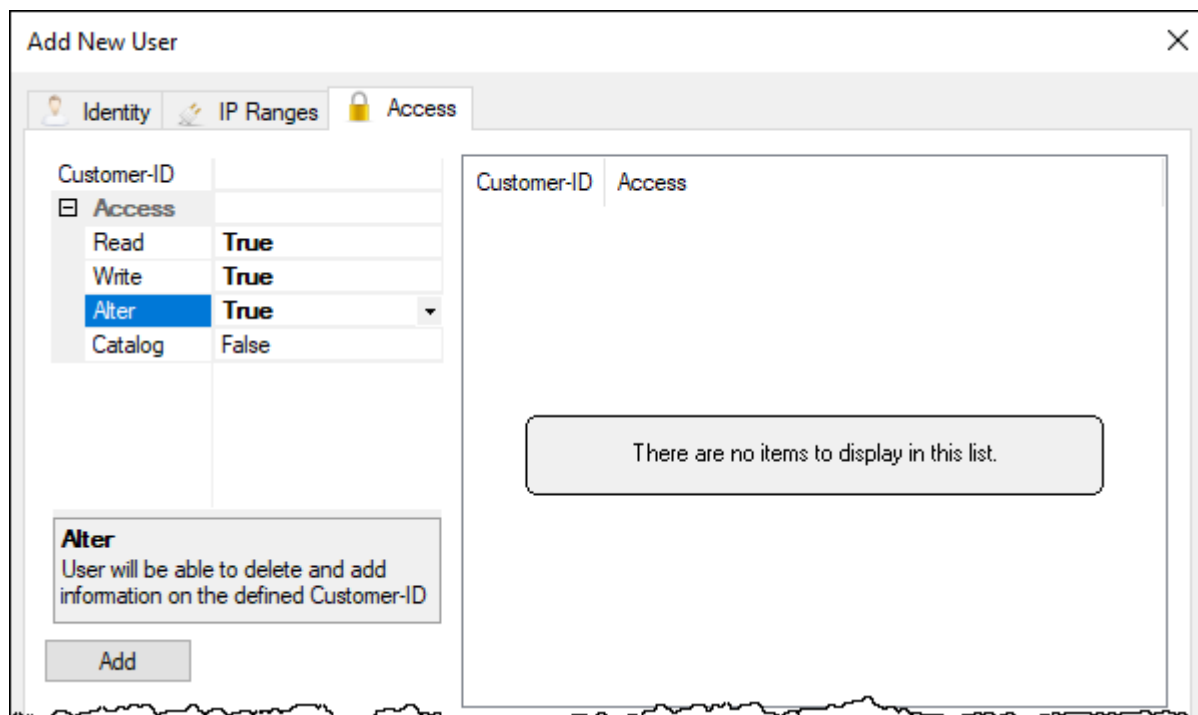 Add New User
Identity IP Ranges Access
Customer-ID
Access
Read True
Write True
Alter True
Catalog False
Alter
User will be able to delete and add
information on the defined Customer-ID
Add
Customer-ID Access
There are no items to display in this list.